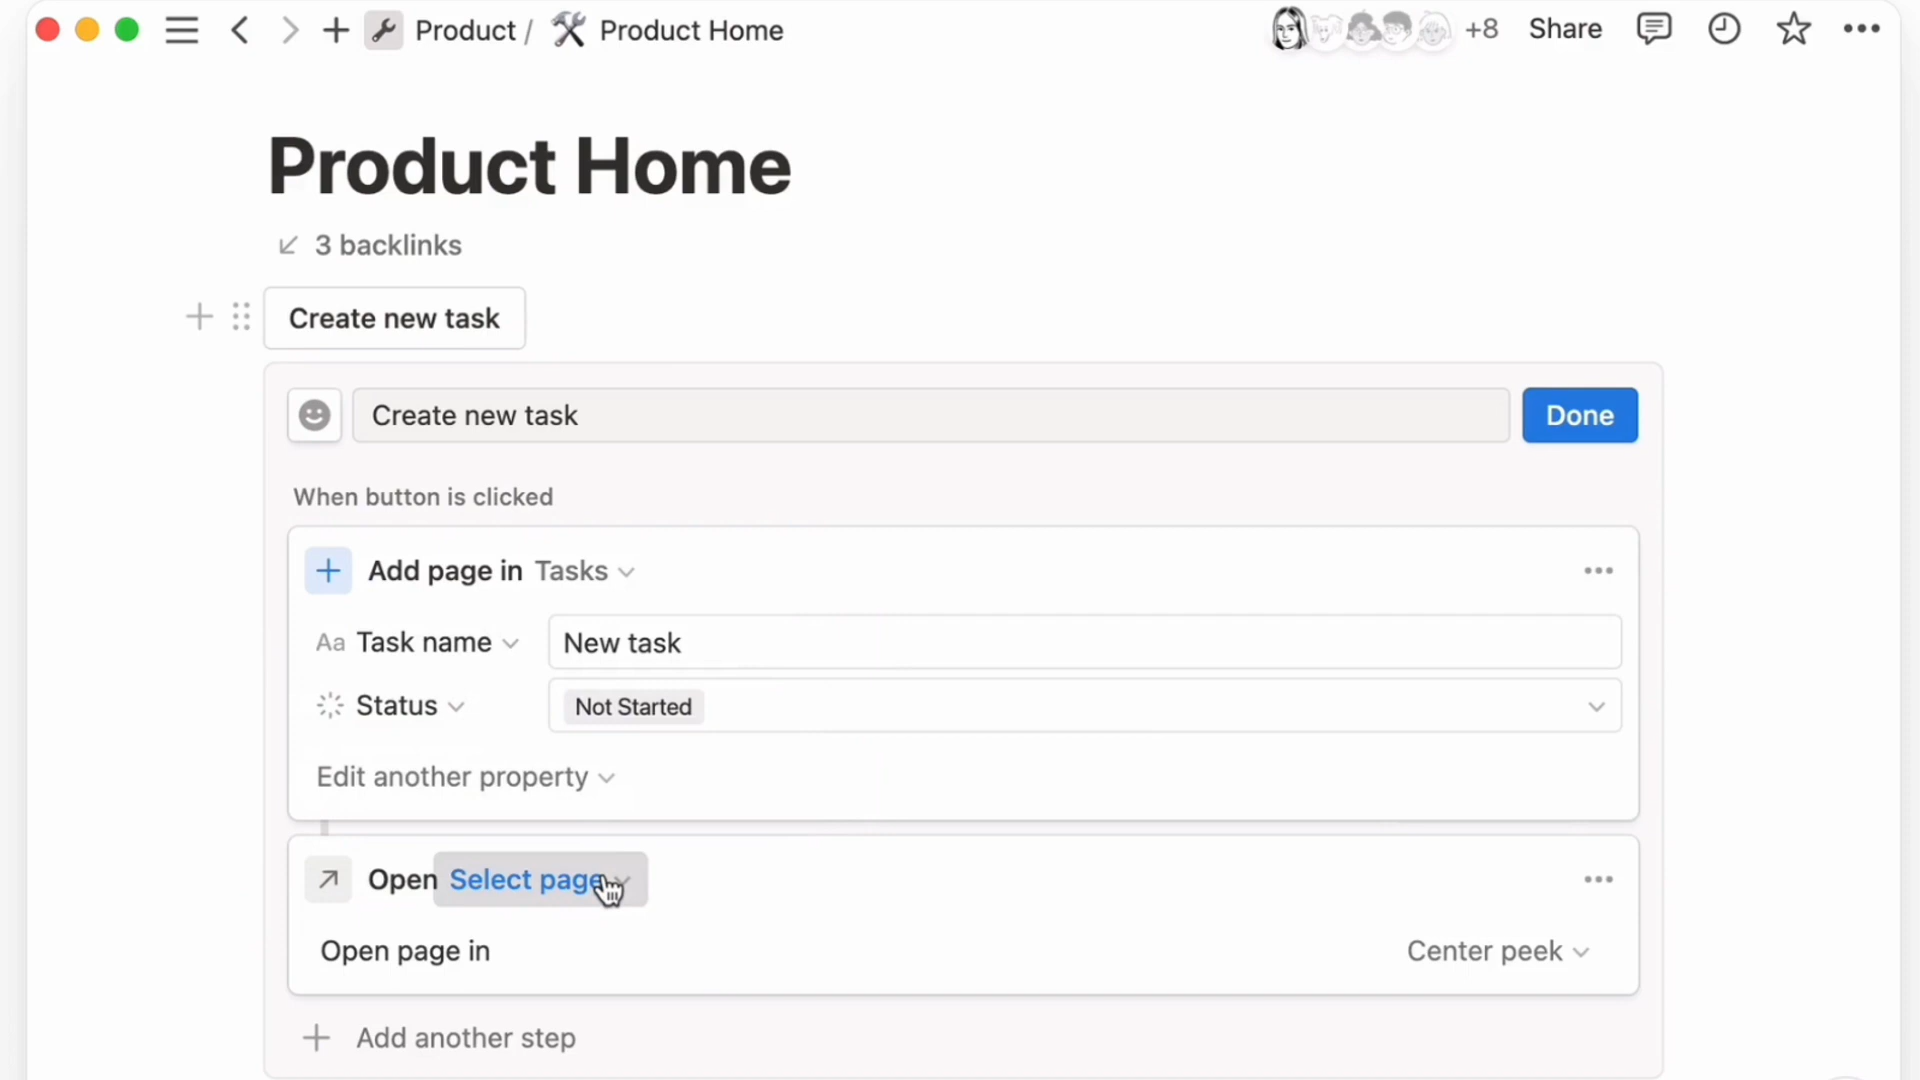 Product / Product Home
+8 Share
Product Home
3 backlinks
Create new task
Create new task
Done
When button is clicked
Add page in Tasks
Aa Task name New task
Status Not Started
Edit another property
Open Select page
Open page in Center peek
Add another step